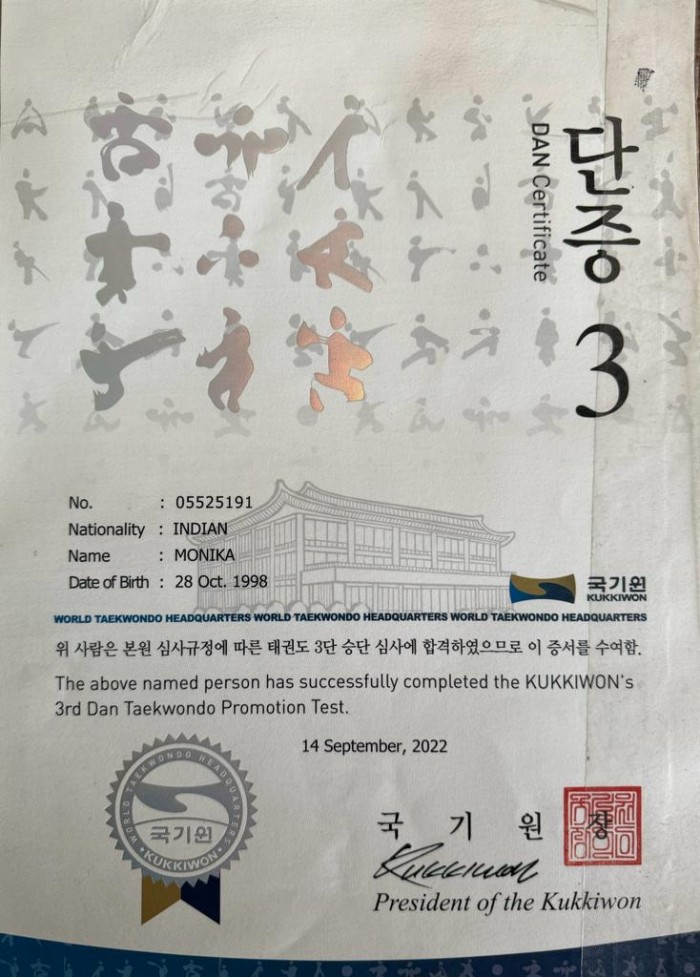 단증
DAN Certificate
3
No. : 05525191
Nationality : INDIAN
Name : MONIKA
Date of Birth : 28 Oct. 1998
국기원
KUKKIWON
WORLD TAEKWONDO HEADQUARTERS WORLD TAEKWONDO HEADQUARTERS WORLD TAEKWONDO HEADQUARTERS
위 사람은 본원 심사규정에 따른 태권도 3단 승단 심사에 합격하였으므로 이 증서를 수여함.
The above named person has successfully completed the KUKKIWON's
3rd Dan Taekwondo Promotion Test.
14 September, 2022
WORLD TAEKWONDO HEADQUARTERS
국기원
KUKKIWON
국 기 원 장
Kukkiwon
President of the Kukkiwon